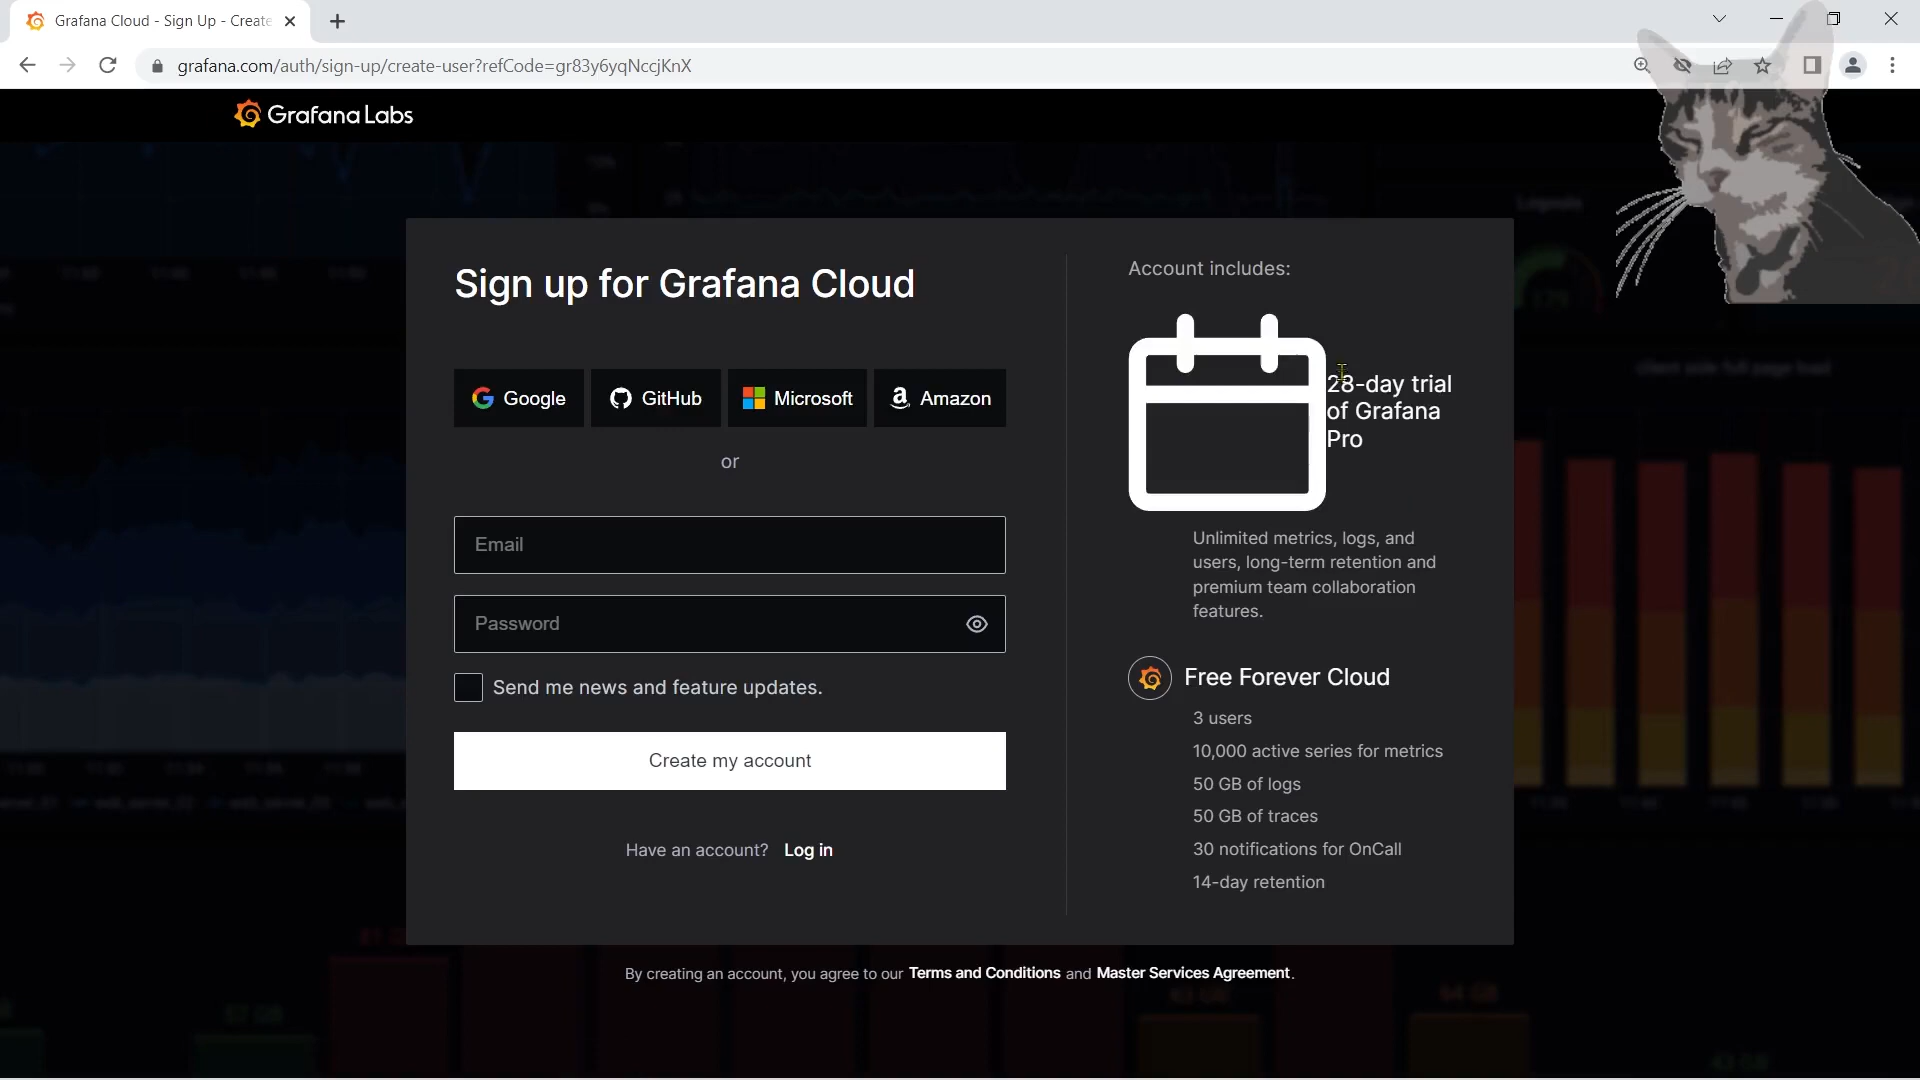 Grafana Cloud - Sign Up - Create
grafana.com/auth/sign-up/create-user?refCode=gr83y6yqNccjKnX
Grafana Labs
Sign up for Grafana Cloud
Google
GitHub
Microsoft
Amazon
or
Email
Password
Send me news and feature updates.
Create my account
Have an account? Log in
Account includes:
28-day trial
of Grafana
Pro
Unlimited metrics, logs, and
users, long-term retention and
premium team collaboration
features.
Free Forever Cloud
3 users
10,000 active series for metrics
50 GB of logs
50 GB of traces
30 notifications for OnCall
14-day retention
By creating an account, you agree to our Terms and Conditions and Master Services Agreement.